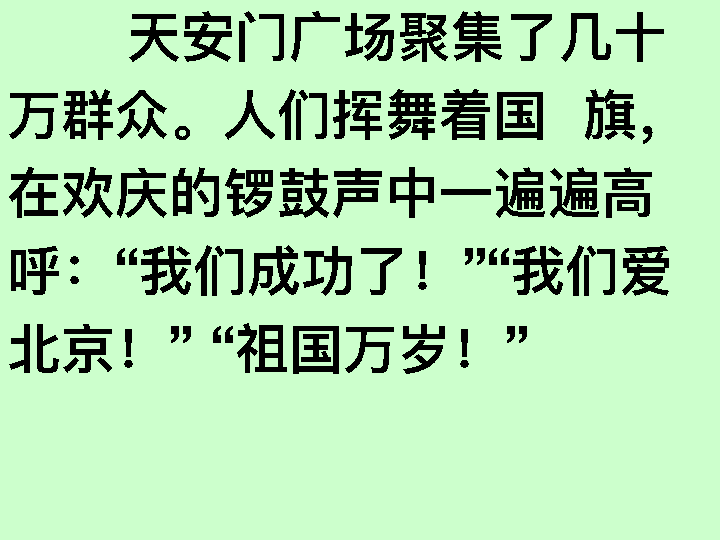 天安门广场聚集了几十
万群众。人们挥舞着国 旗，
在欢庆的锣鼓声中一遍遍高
呼：“我们成功了！”“我们爱
北京！”“祖国万岁！”